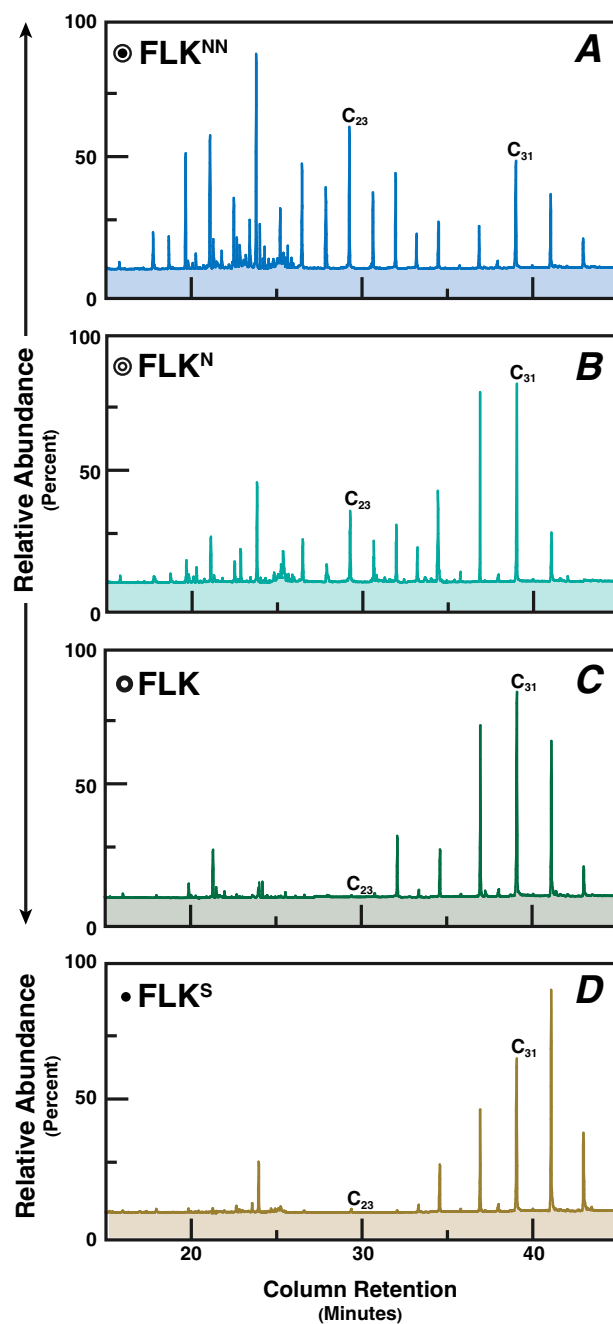 100
FLKᴺᴺ
A
C₂₃
C₃₁
50
0
100
FLKᴺ
B
C₃₁
50
C₂₃
0
Relative Abundance
(Percent)
100
FLK
C
C₃₁
50
C₂₃
0
100
FLKˢ
D
C₃₁
50
C₂₃
0
Relative Abundance
(Percent)
20 30 40
Column Retention
(Minutes)